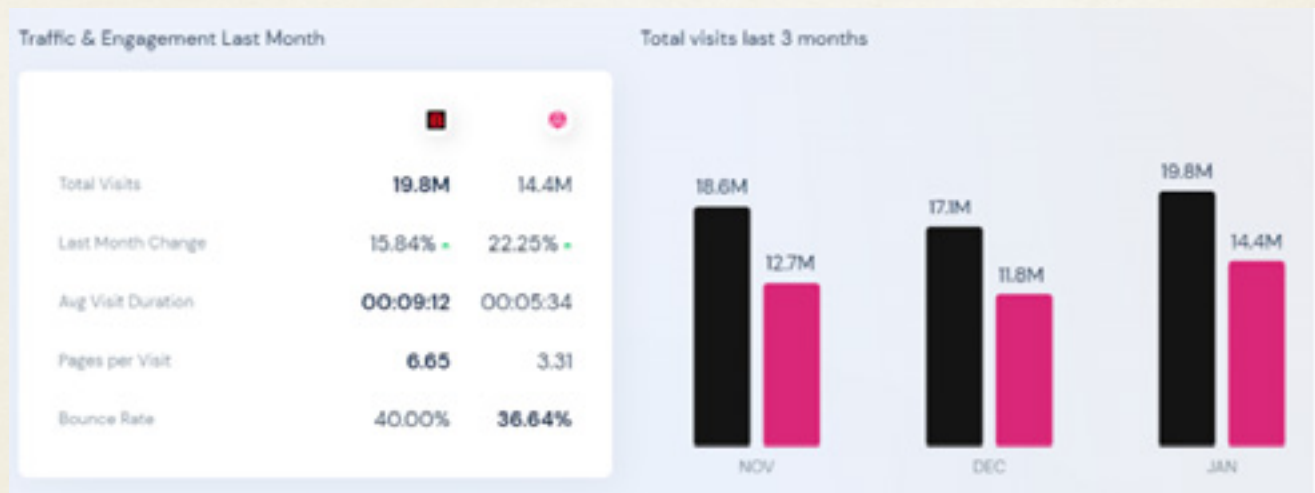 Traffic & Engagement Last Month
Total Visits 19.8M 14.4M
Last Month Change 15.84% 22.25%
Avg Visit Duration 00:09:12 00:05:34
Pages per Visit 6.65 3.31
Bounce Rate 40.00% 36.64%
Total visits last 3 months
18.6M 12.7M 17.1M 11.8M 19.8M 14.4M
NOV DEC JAN